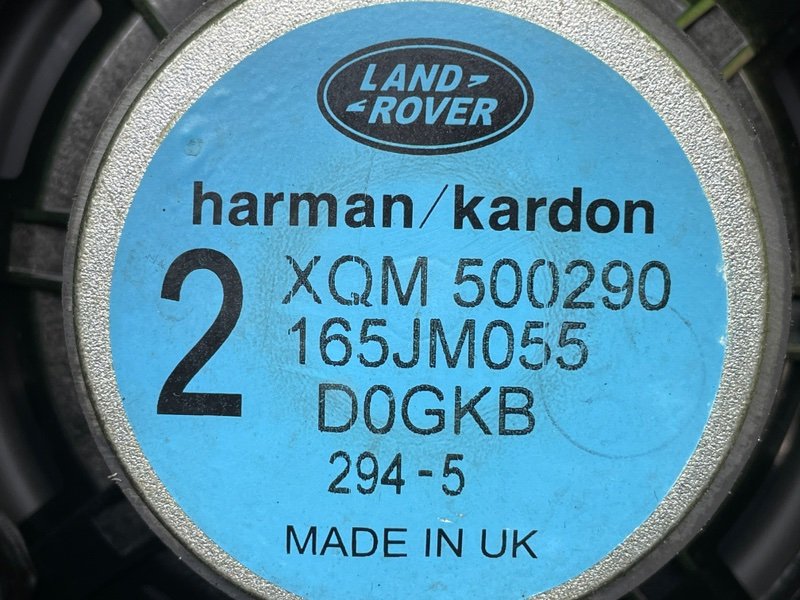 LAND
ROVER
harman/kardon
2
XQM 500290
165JM055
D0GKB
294-5
MADE IN UK